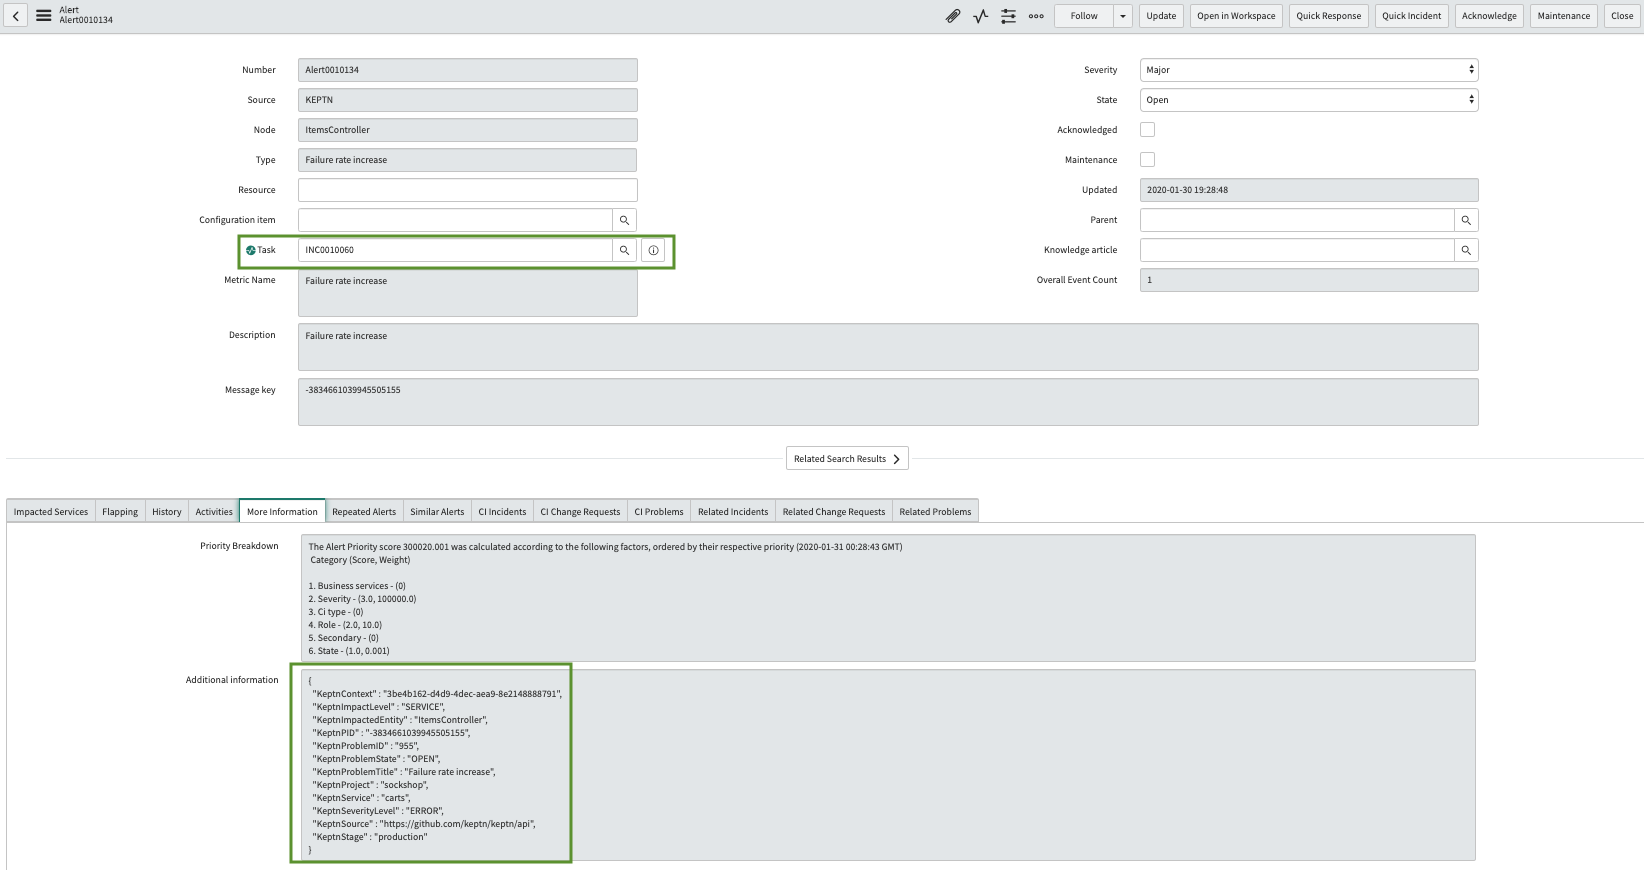 Alert
Alert0010134
Follow
Update
Open in Workspace
Quick Response
Quick Incident
Acknowledge
Maintenance
Close
Number
Alert0010134
Source
KEPTN
Node
ItemsController
Type
Failure rate increase
Resource
Configuration item
Task
INC0010060
Metric Name
Failure rate increase
Severity
Major
State
Open
Acknowledged
Maintenance
Updated
2020-01-30 19:28:48
Parent
Knowledge article
Overall Event Count
1
Description
Failure rate increase
Message key
-3834661039945505155
Related Search Results
Impacted Services
Flapping
History
Activities
More Information
Repeated Alerts
Similar Alerts
CI Incidents
CI Change Requests
CI Problems
Related Incidents
Related Change Requests
Related Problems
Priority Breakdown
The Alert Priority score 300020.001 was calculated according to the following factors, ordered by their respective priority (2020-01-31 00:28:43 GMT)
Category (Score, Weight)
1. Business services - (0)
2. Severity - (3.0, 100000.0)
3. Ci type - (0)
4. Role - (2.0, 10.0)
5. Secondary - (0)
6. State - (1.0, 0.001)
Additional information
{
"KeptnContext" : "3be4b162-d4d9-4dec-aea9-8e2148888791",
"KeptnImpactLevel" : "SERVICE",
"KeptnImpactedEntity" : "ItemsController",
"KeptnPID" : "-3834661039945505155",
"KeptnProblemID" : "955",
"KeptnProblemState" : "OPEN",
"KeptnProblemTitle" : "Failure rate increase",
"KeptnProject" : "sockshop",
"KeptnService" : "carts",
"KeptnSeverityLevel" : "ERROR",
"KeptnSource" : "https://github.com/keptn/keptn/api",
"KeptnStage" : "production"
}